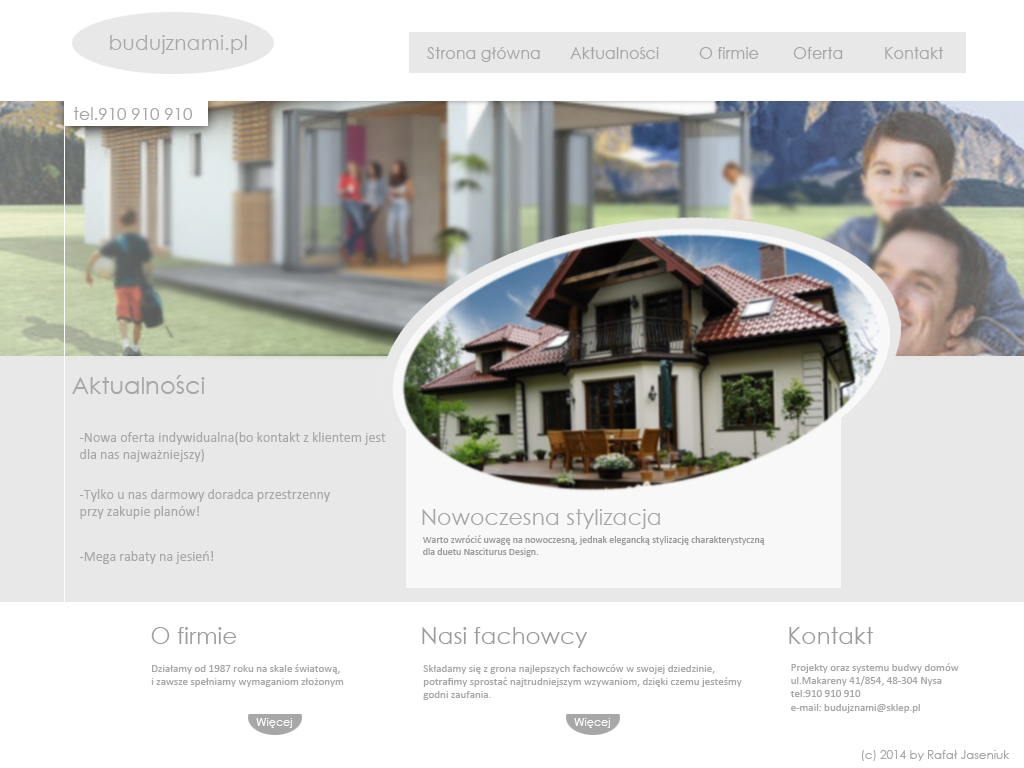 budujznami.pl
Strona główna Aktualności O firmie Oferta Kontakt
tel.910 910 910
Aktualności
-Nowa oferta indywidualna(bo kontakt z klientem jest
dla nas najważniejszy)
-Tylko u nas darmowy doradca przestrzenny
przy zakupie planów!
-Mega rabaty na jesień!
Nowoczesna stylizacja
Warto zwrócić uwagę na nowoczesną, jednak elegancką stylizację charakterystyczną
dla duetu Nasciturus Design.
O firmie
Działamy od 1987 roku na skale światową,
i zawsze spełniamy wymaganiom złożonym
Więcej
Nasi fachowcy
Składamy się z grona najlepszych fachowców w swojej dziedzinie,
potrafimy sprostać najtrudniejszym wzywaniom, dzięki czemu jesteśmy
godni zaufania.
Więcej
Kontakt
Projekty oraz systemu budwy domów
ul.Makareny 41/854, 48-304 Nysa
tel:910 910 910
e-mail: budujznami@sklep.pl
(c) 2014 by Rafał Jaseniuk